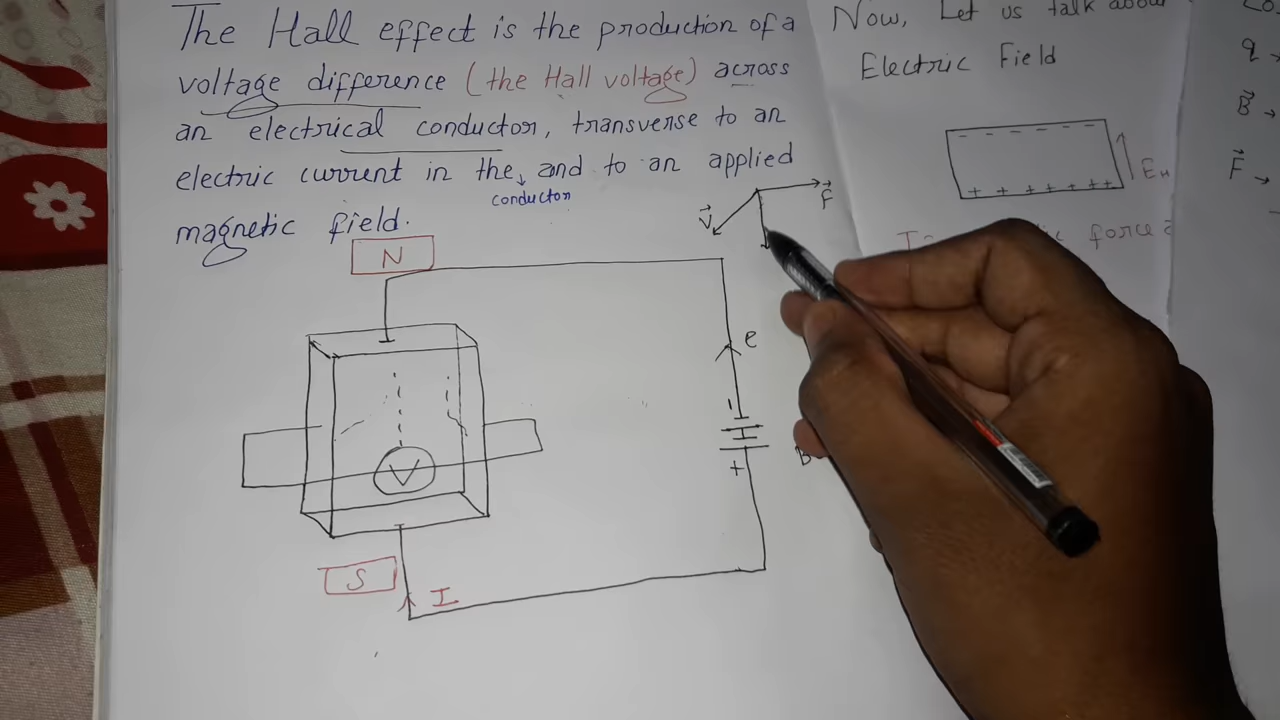 The Hall effect is the production of a
voltage difference (the Hall voltage) across
an electrical conductor, transverse to an
electric current in the, and to an applied
conductor
magnetic field.
Now, Let us talk about
Electric Field
- - - - - -
+ + + + + + +
E_H
q →
B⃗ →
F⃗ →
force
V⃗
F⃗
N
e
-
+
B
V
S
I